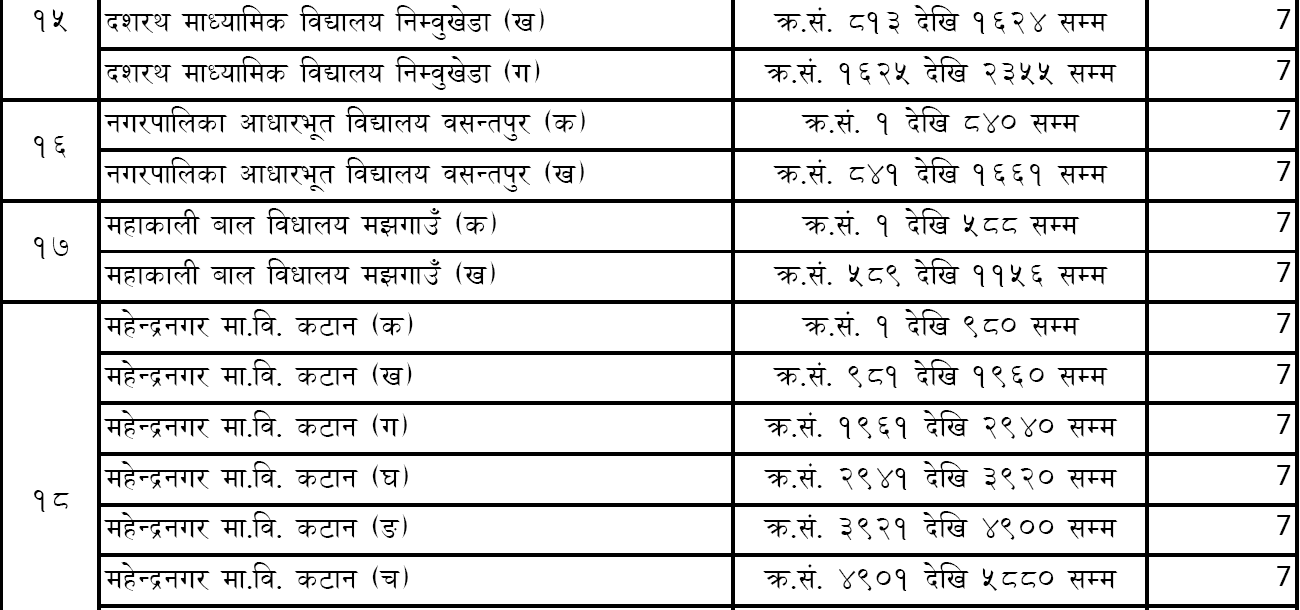 १५ दशरथ माध्यामिक विद्यालय निम्वुखेडा (ख) क्र.सं. ८१३ देखि १६२४ सम्म 7
दशरथ माध्यामिक विद्यालय निम्वुखेडा (ग) क्र.सं. १६२५ देखि २३५५ सम्म 7
१६ नगरपालिका आधारभूत विद्यालय वसन्तपुर (क) क्र.सं. १ देखि ८४० सम्म 7
नगरपालिका आधारभूत विद्यालय वसन्तपुर (ख) क्र.सं. ८४१ देखि १६६१ सम्म 7
१७ महाकाली बाल विधालय मझगाउँ (क) क्र.सं. १ देखि ५८८ सम्म 7
महाकाली बाल विधालय मझगाउँ (ख) क्र.सं. ५८९ देखि ११५६ सम्म 7
महेन्द्रनगर मा.वि. कटान (क) क्र.सं. १ देखि ९८० सम्म 7
महेन्द्रनगर मा.वि. कटान (ख) क्र.सं. ९८१ देखि १९६० सम्म 7
महेन्द्रनगर मा.वि. कटान (ग) क्र.सं. १९६१ देखि २९४० सम्म 7
१८ महेन्द्रनगर मा.वि. कटान (घ) क्र.सं. २९४१ देखि ३९२० सम्म 7
महेन्द्रनगर मा.वि. कटान (ङ) क्र.सं. ३९२१ देखि ४९०० सम्म 7
महेन्द्रनगर मा.वि. कटान (च) क्र.सं. ४९०१ देखि ५८८० सम्म 7